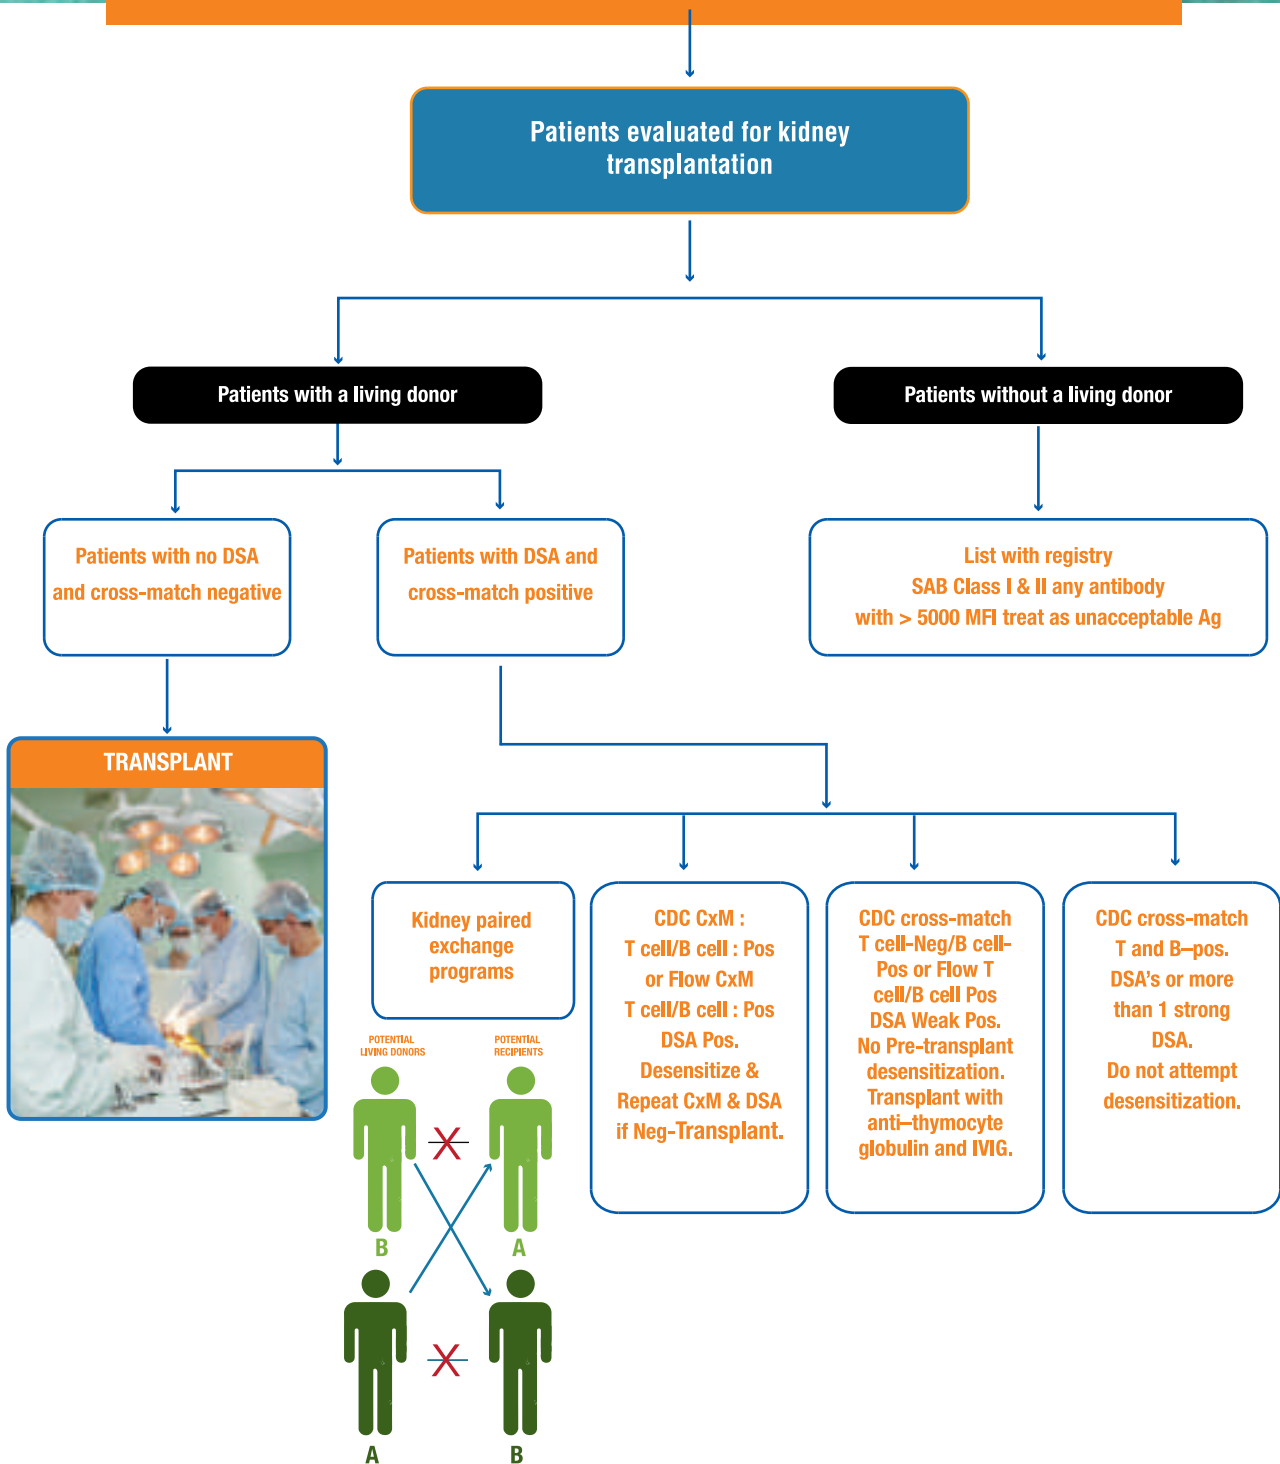 Patients evaluated for kidney
transplantation
Patients with a living donor
Patients without a living donor
Patients with no DSA
and cross-match negative
Patients with DSA and
cross-match positive
List with registry
SAB Class I & II any antibody
with > 5000 MFI treat as unacceptable Ag
TRANSPLANT
Kidney paired
exchange
programs
CDC CxM :
T cell/B cell : Pos
or Flow CxM
T cell/B cell : Pos
DSA Pos.
Desensitize &
Repeat CxM & DSA
if Neg-Transplant.
CDC cross-match
T cell-Neg/B cell-
Pos or Flow T
cell/B cell Pos
DSA Weak Pos.
No Pre-transplant
desensitization.
Transplant with
anti–thymocyte
globulin and IVIG.
CDC cross-match
T and B–pos.
DSA's or more
than 1 strong
DSA.
Do not attempt
desensitization.
POTENTIAL
LIVING DONORS
POTENTIAL
RECIPIENTS
X
B
A
X
A
B